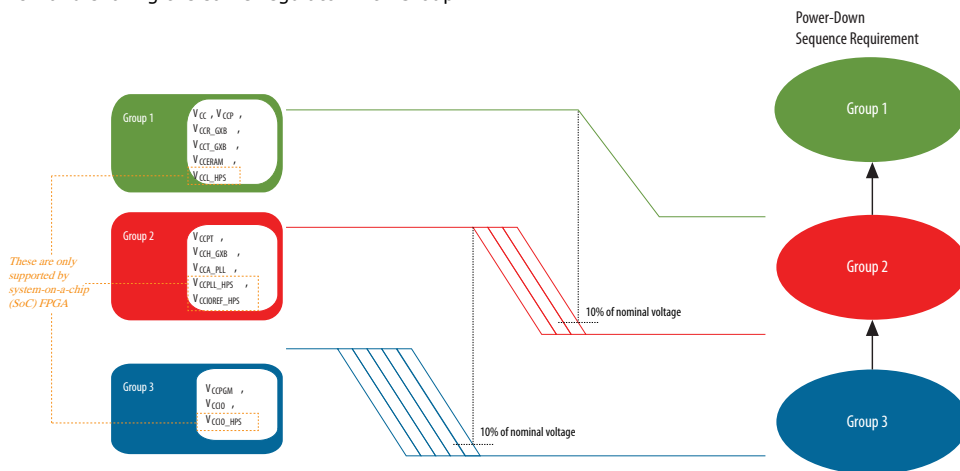 Power-Down
Sequence Requirement
Group 1
VCC , VCCP ,
VCCR_GXB ,
VCCT_GXB ,
VCCERAM ,
VCCL_HPS
Group 1
Group 2
VCCPT ,
VCCH_GXB ,
VCCA_PLL ,
VCCPLL_HPS ,
VCCIOREF_HPS
These are only
supported by
system-on-a-chip
(SoC) FPGA
10% of nominal voltage
Group 2
Group 3
VCCPGM ,
VCCIO ,
VCCIO_HPS
10% of nominal voltage
Group 3